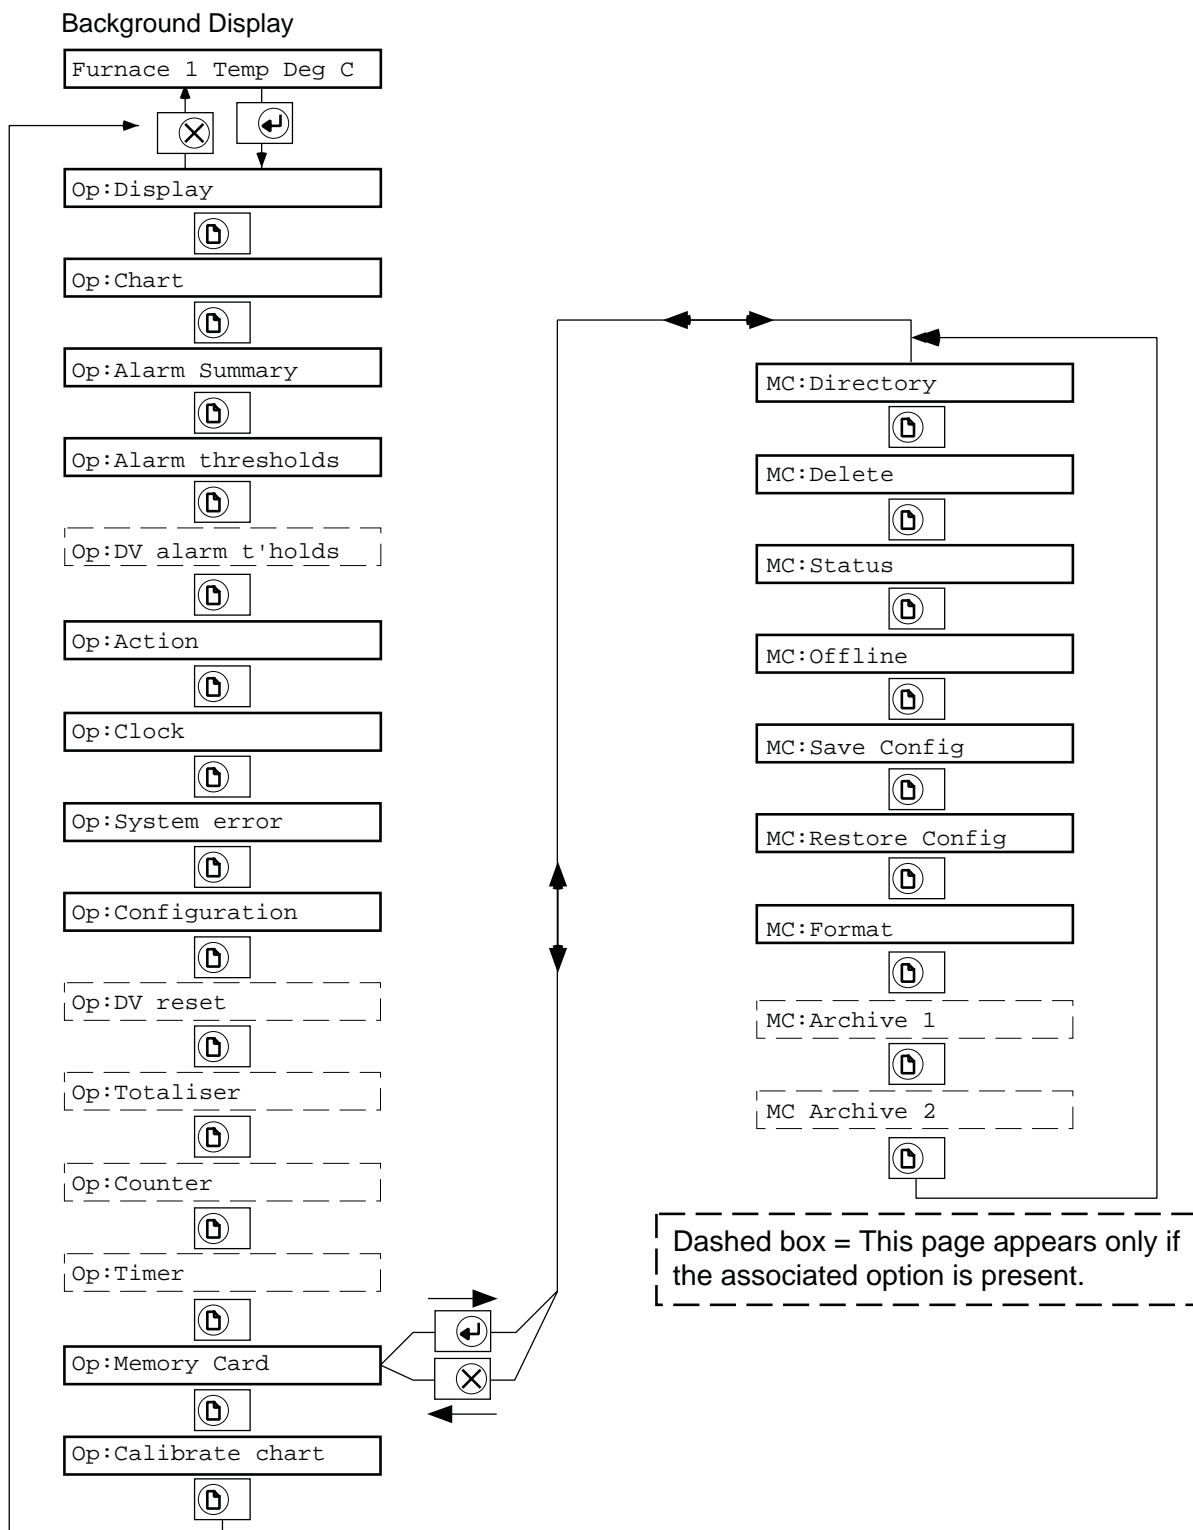 Background Display
Furnace 1 Temp Deg C
Op:Display
Op:Chart
Op:Alarm Summary
Op:Alarm thresholds
Op:DV alarm t'holds
Op:Action
Op:Clock
Op:System error
Op:Configuration
Op:DV reset
Op:Totaliser
Op:Counter
Op:Timer
Op:Memory Card
Op:Calibrate chart
MC:Directory
MC:Delete
MC:Status
MC:Offline
MC:Save Config
MC:Restore Config
MC:Format
MC:Archive 1
MC Archive 2
Dashed box = This page appears only if
the associated option is present.